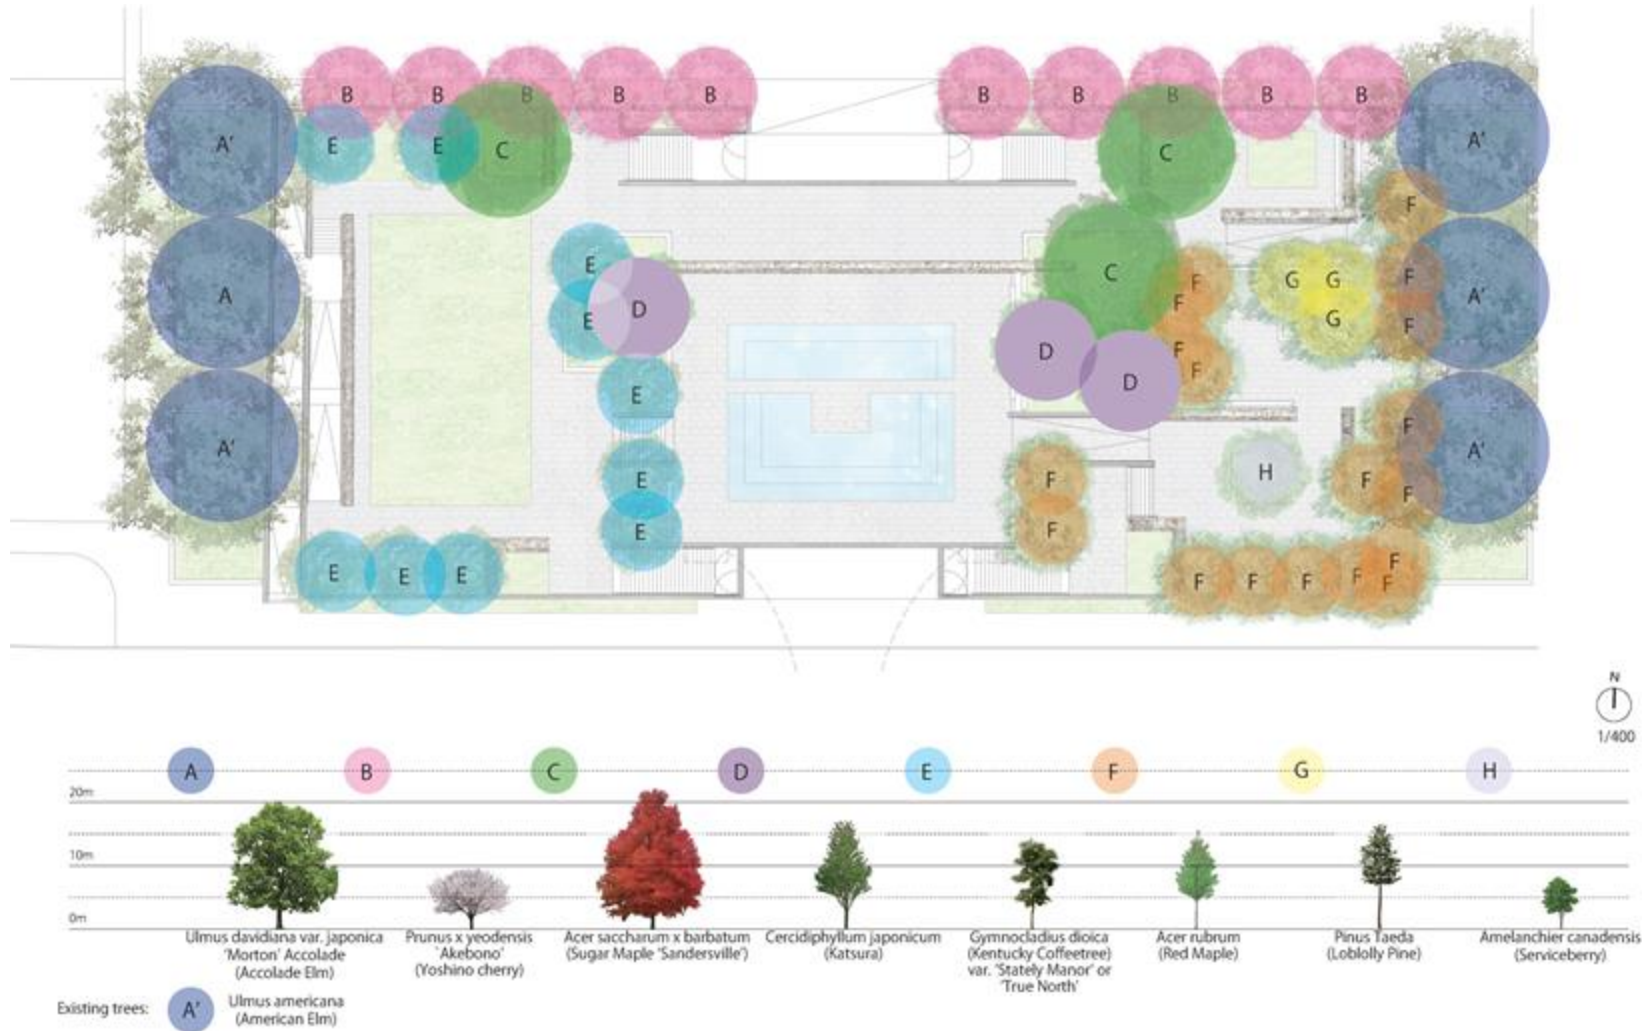 B B B B B B B B B B
A' E E C C A'
F
E C F G G F
A D F A'
E G F
D F
E D F
F
A' E F H F F A'
E F
E E E F F F F F F
N
1/400
A B C D E F G H
20m
10m
0m
Ulmus davidiana var. japonica
'Morton' Accolade
(Accolade Elm)
Prunus x yeodensis
`Akebono'
(Yoshino cherry)
Acer saccharum x barbatum
(Sugar Maple 'Sandersville')
Cercidiphyllum japonicum
(Katsura)
Gymnocladius dioica
(Kentucky Coffeetree)
var. 'Stately Manor' or
'True North'
Acer rubrum
(Red Maple)
Pinus Taeda
(Loblolly Pine)
Amelanchier canadensis
(Serviceberry)
Existing trees: A' Ulmus americana
(American Elm)